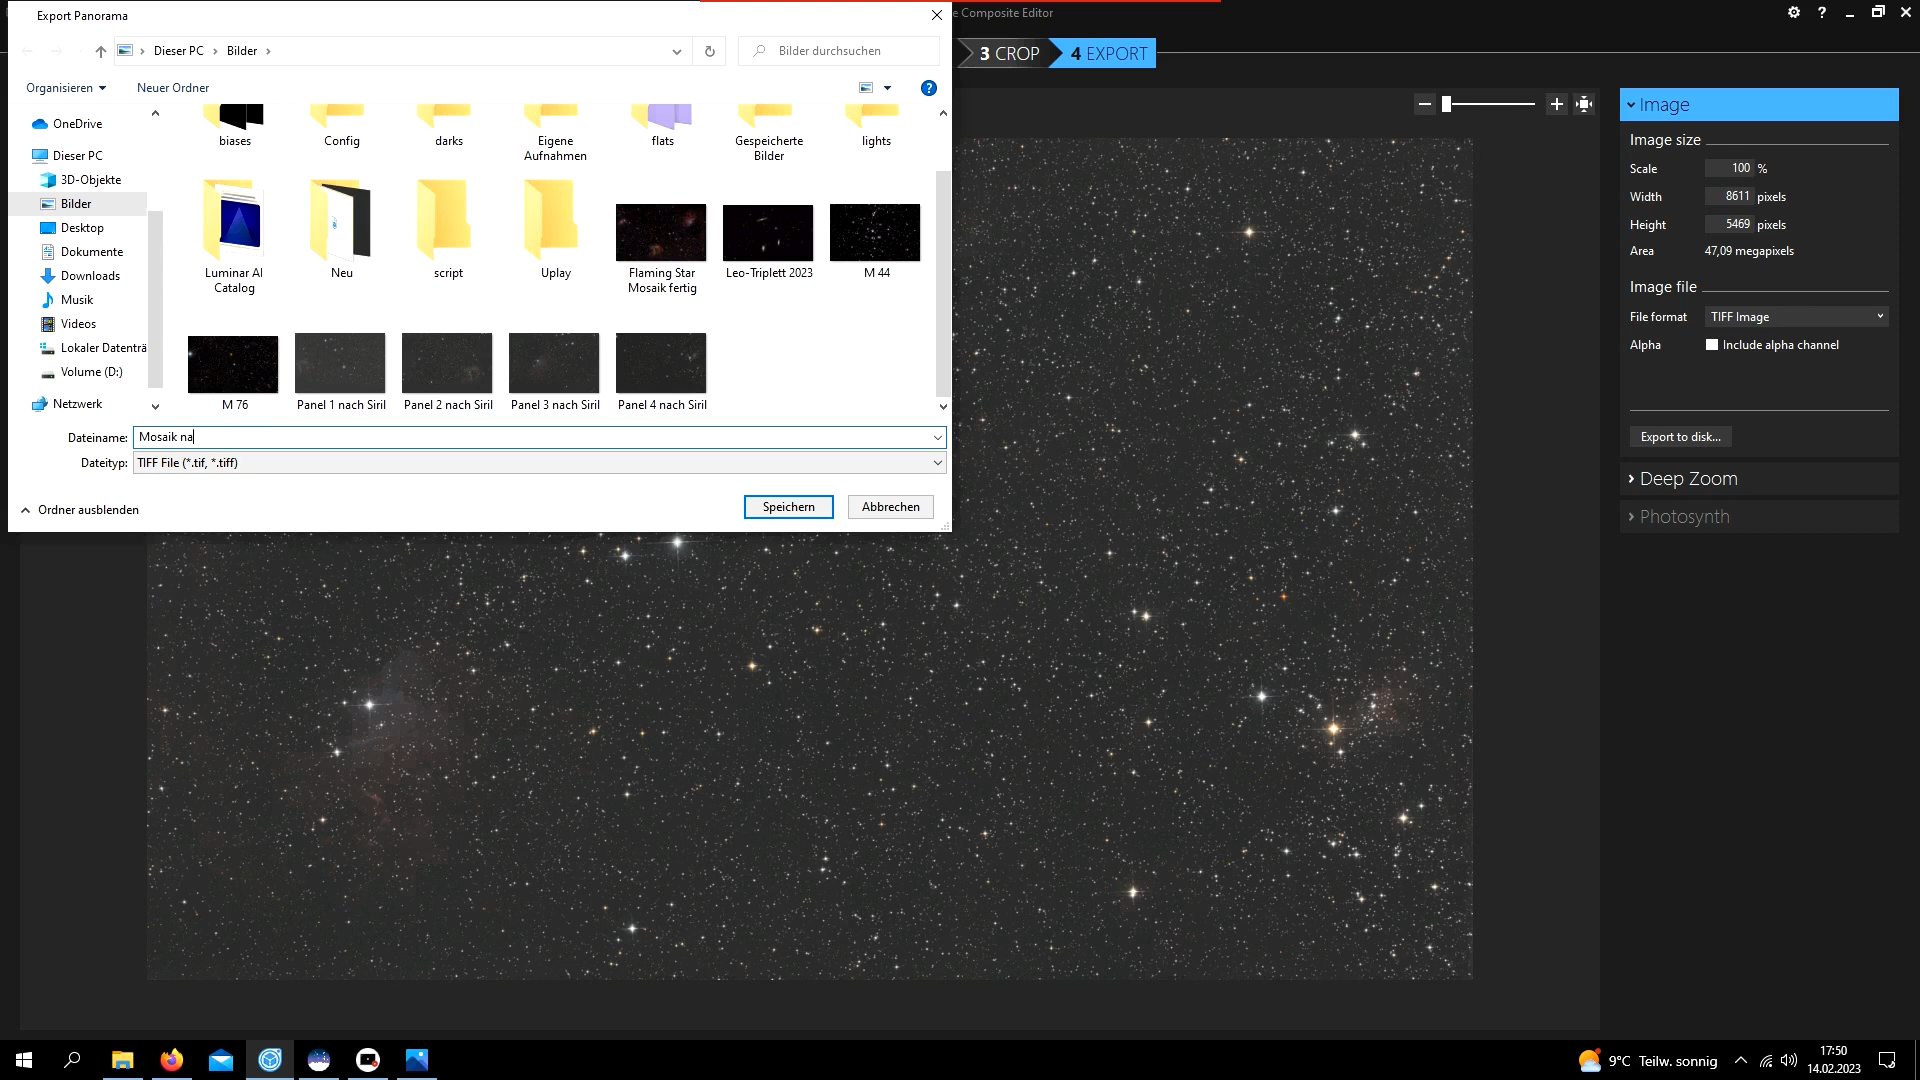 Export Panorama
e Composite Editor
Dieser PC
Bilder
Bilder durchsuchen
3 CROP
4 EXPORT
Organisieren
Neuer Ordner
OneDrive
Dieser PC
3D-Objekte
Bilder
Desktop
Dokumente
Downloads
Musik
Videos
Lokaler Datenträ
Volume (D:)
Netzwerk
biases
Config
darks
Eigene
Aufnahmen
flats
Gespeicherte
Bilder
lights
Luminar AI
Catalog
Neu
script
Uplay
Flaming Star
Mosaik fertig
Leo-Triplett 2023
M 44
M 76
Panel 1 nach Siril
Panel 2 nach Siril
Panel 3 nach Siril
Panel 4 nach Siril
Dateiname: Mosaik na
Dateityp: TIFF File (*.tif, *.tiff)
Ordner ausblenden
Speichern
Abbrechen
Image
Image size
Scale 100 %
Width 8611 pixels
Height 5469 pixels
Area 47,09 megapixels
Image file
File format TIFF Image
Alpha Include alpha channel
Export to disk...
Deep Zoom
Photosynth
9°C Teilw. sonnig
17:50
14.02.2023